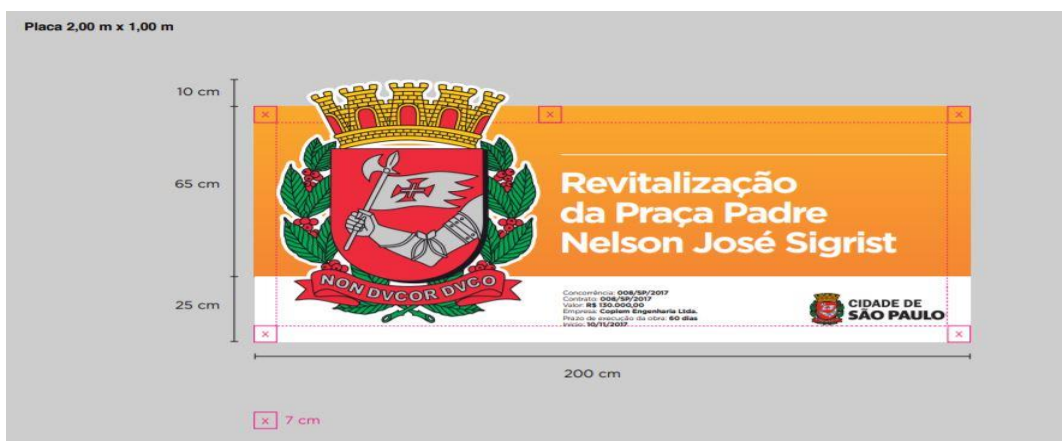 Placa 2,00 m x 1,00 m
10 cm
65 cm
25 cm
Revitalização
da Praça Padre
Nelson José Sigrist
NON DVCOR DVCO
Concorrência: 008/SP/2017
Contrato: 008/SP/2017
Valor: R$ 130.000,00
Empresa: Coplem Engenharia Ltda.
Prazo de execução da obra: 60 dias
Início: 10/11/2017
CIDADE DE
SÃO PAULO
200 cm
x 7 cm